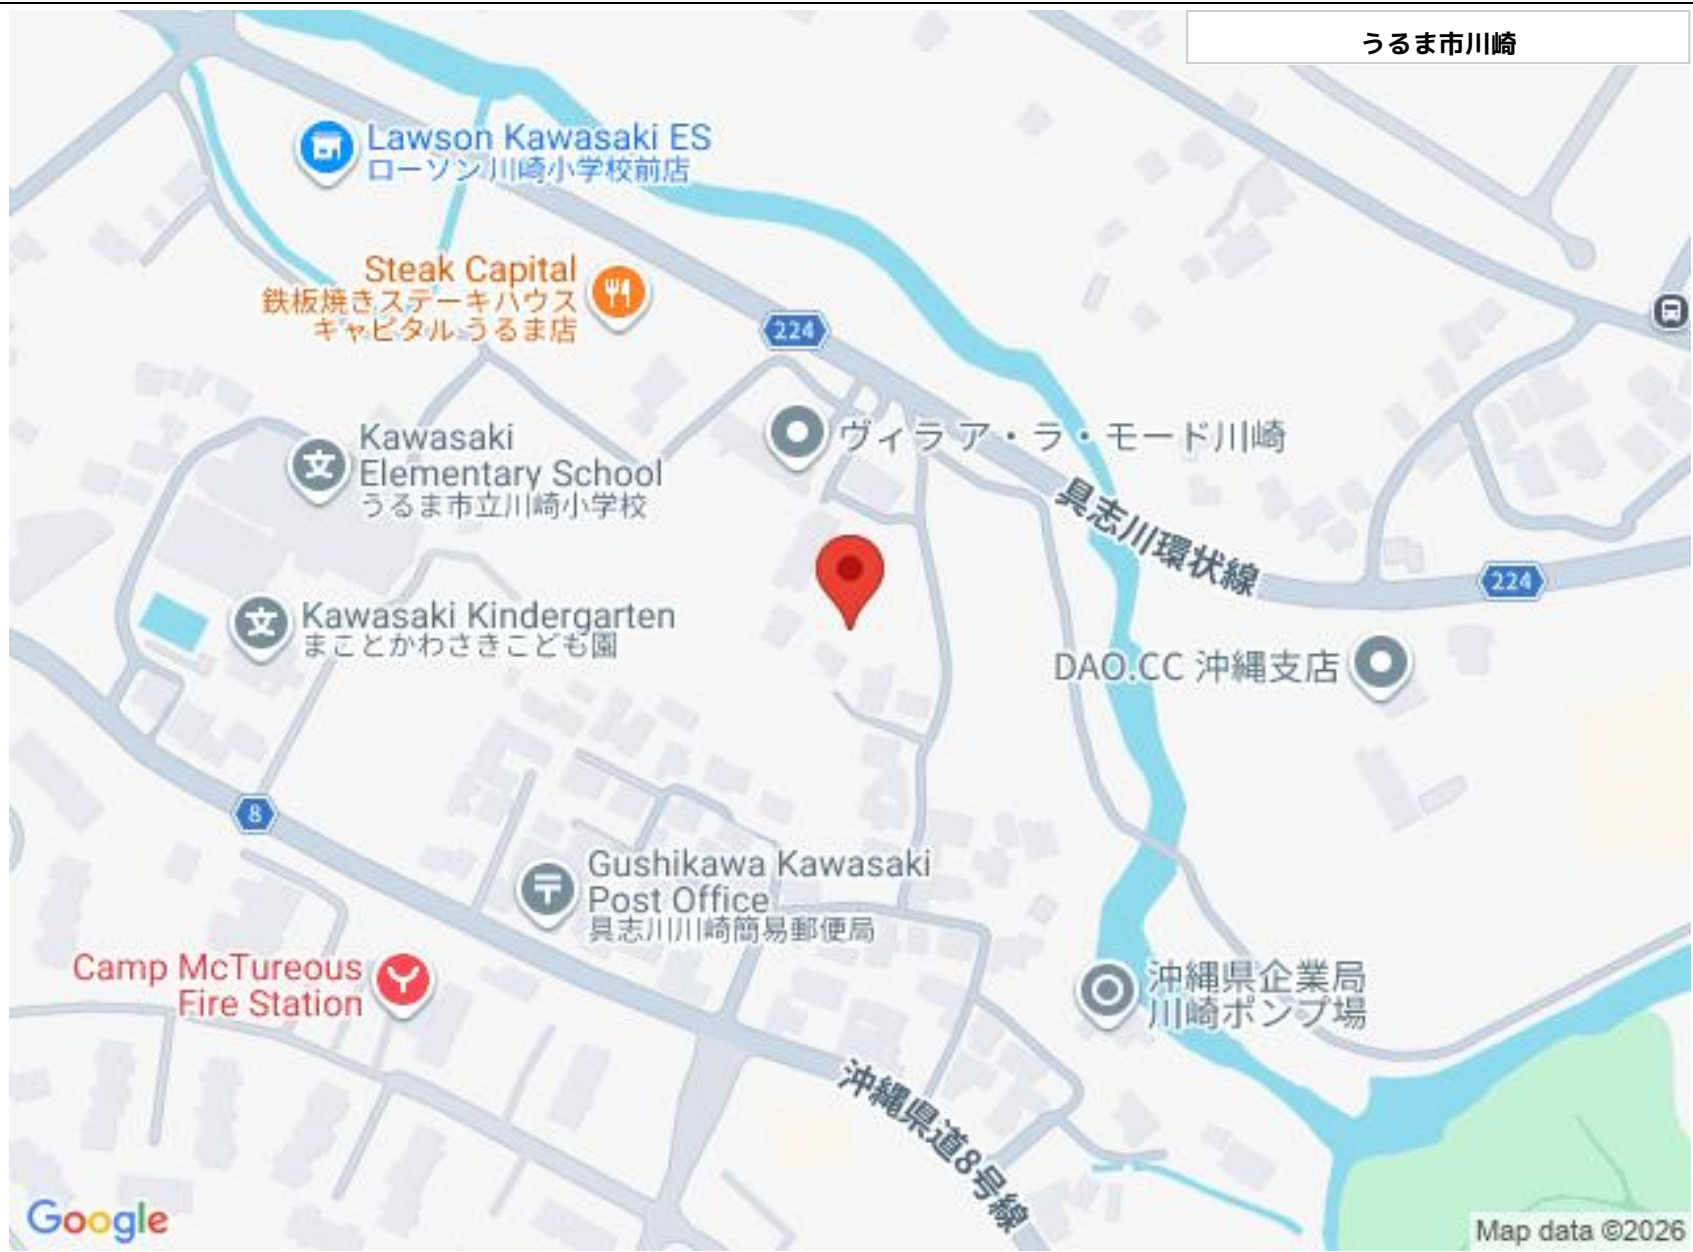 うるま市川崎
Lawson Kawasaki ES
ローソン 川崎小学校前店
Steak Capital
鉄板焼きステーキハウス
キャピタル うるま店
224
Kawasaki
Elementary School
うるま市立川崎小学校
ヴィラ ア・ラ・モード川崎
具志川環状線
224
Kawasaki Kindergarten
まことかわさきこども園
DAO.CC 沖縄支店
8
Gushikawa Kawasaki
Post Office
具志川川崎簡易郵便局
Camp McTureous
Fire Station
沖縄県企業局
川崎ポンプ場
沖縄県道8号線
Google
Map data ©2026